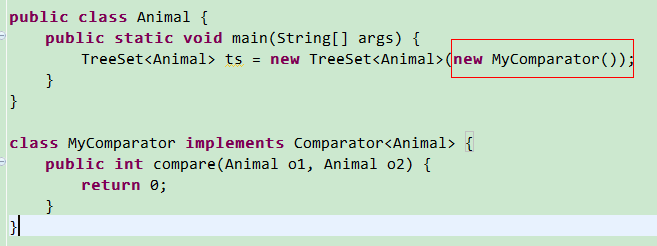 public class Animal {
public static void main(String[] args) {
TreeSet<Animal> ts = new TreeSet<Animal>(new MyComparator());
}
}
class MyComparator implements Comparator<Animal> {
public int compare(Animal o1, Animal o2) {
return 0;
}
}